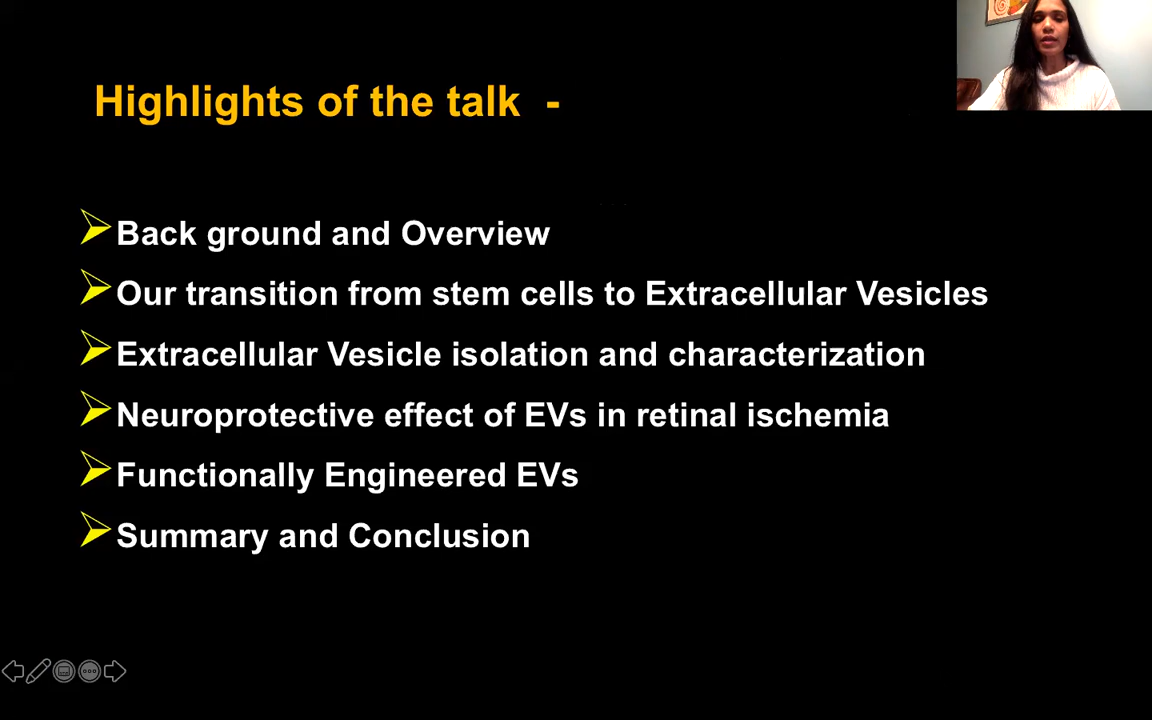 Highlights of the talk -
Back ground and Overview
Our transition from stem cells to Extracellular Vesicles
Extracellular Vesicle isolation and characterization
Neuroprotective effect of EVs in retinal ischemia
Functionally Engineered EVs
Summary and Conclusion